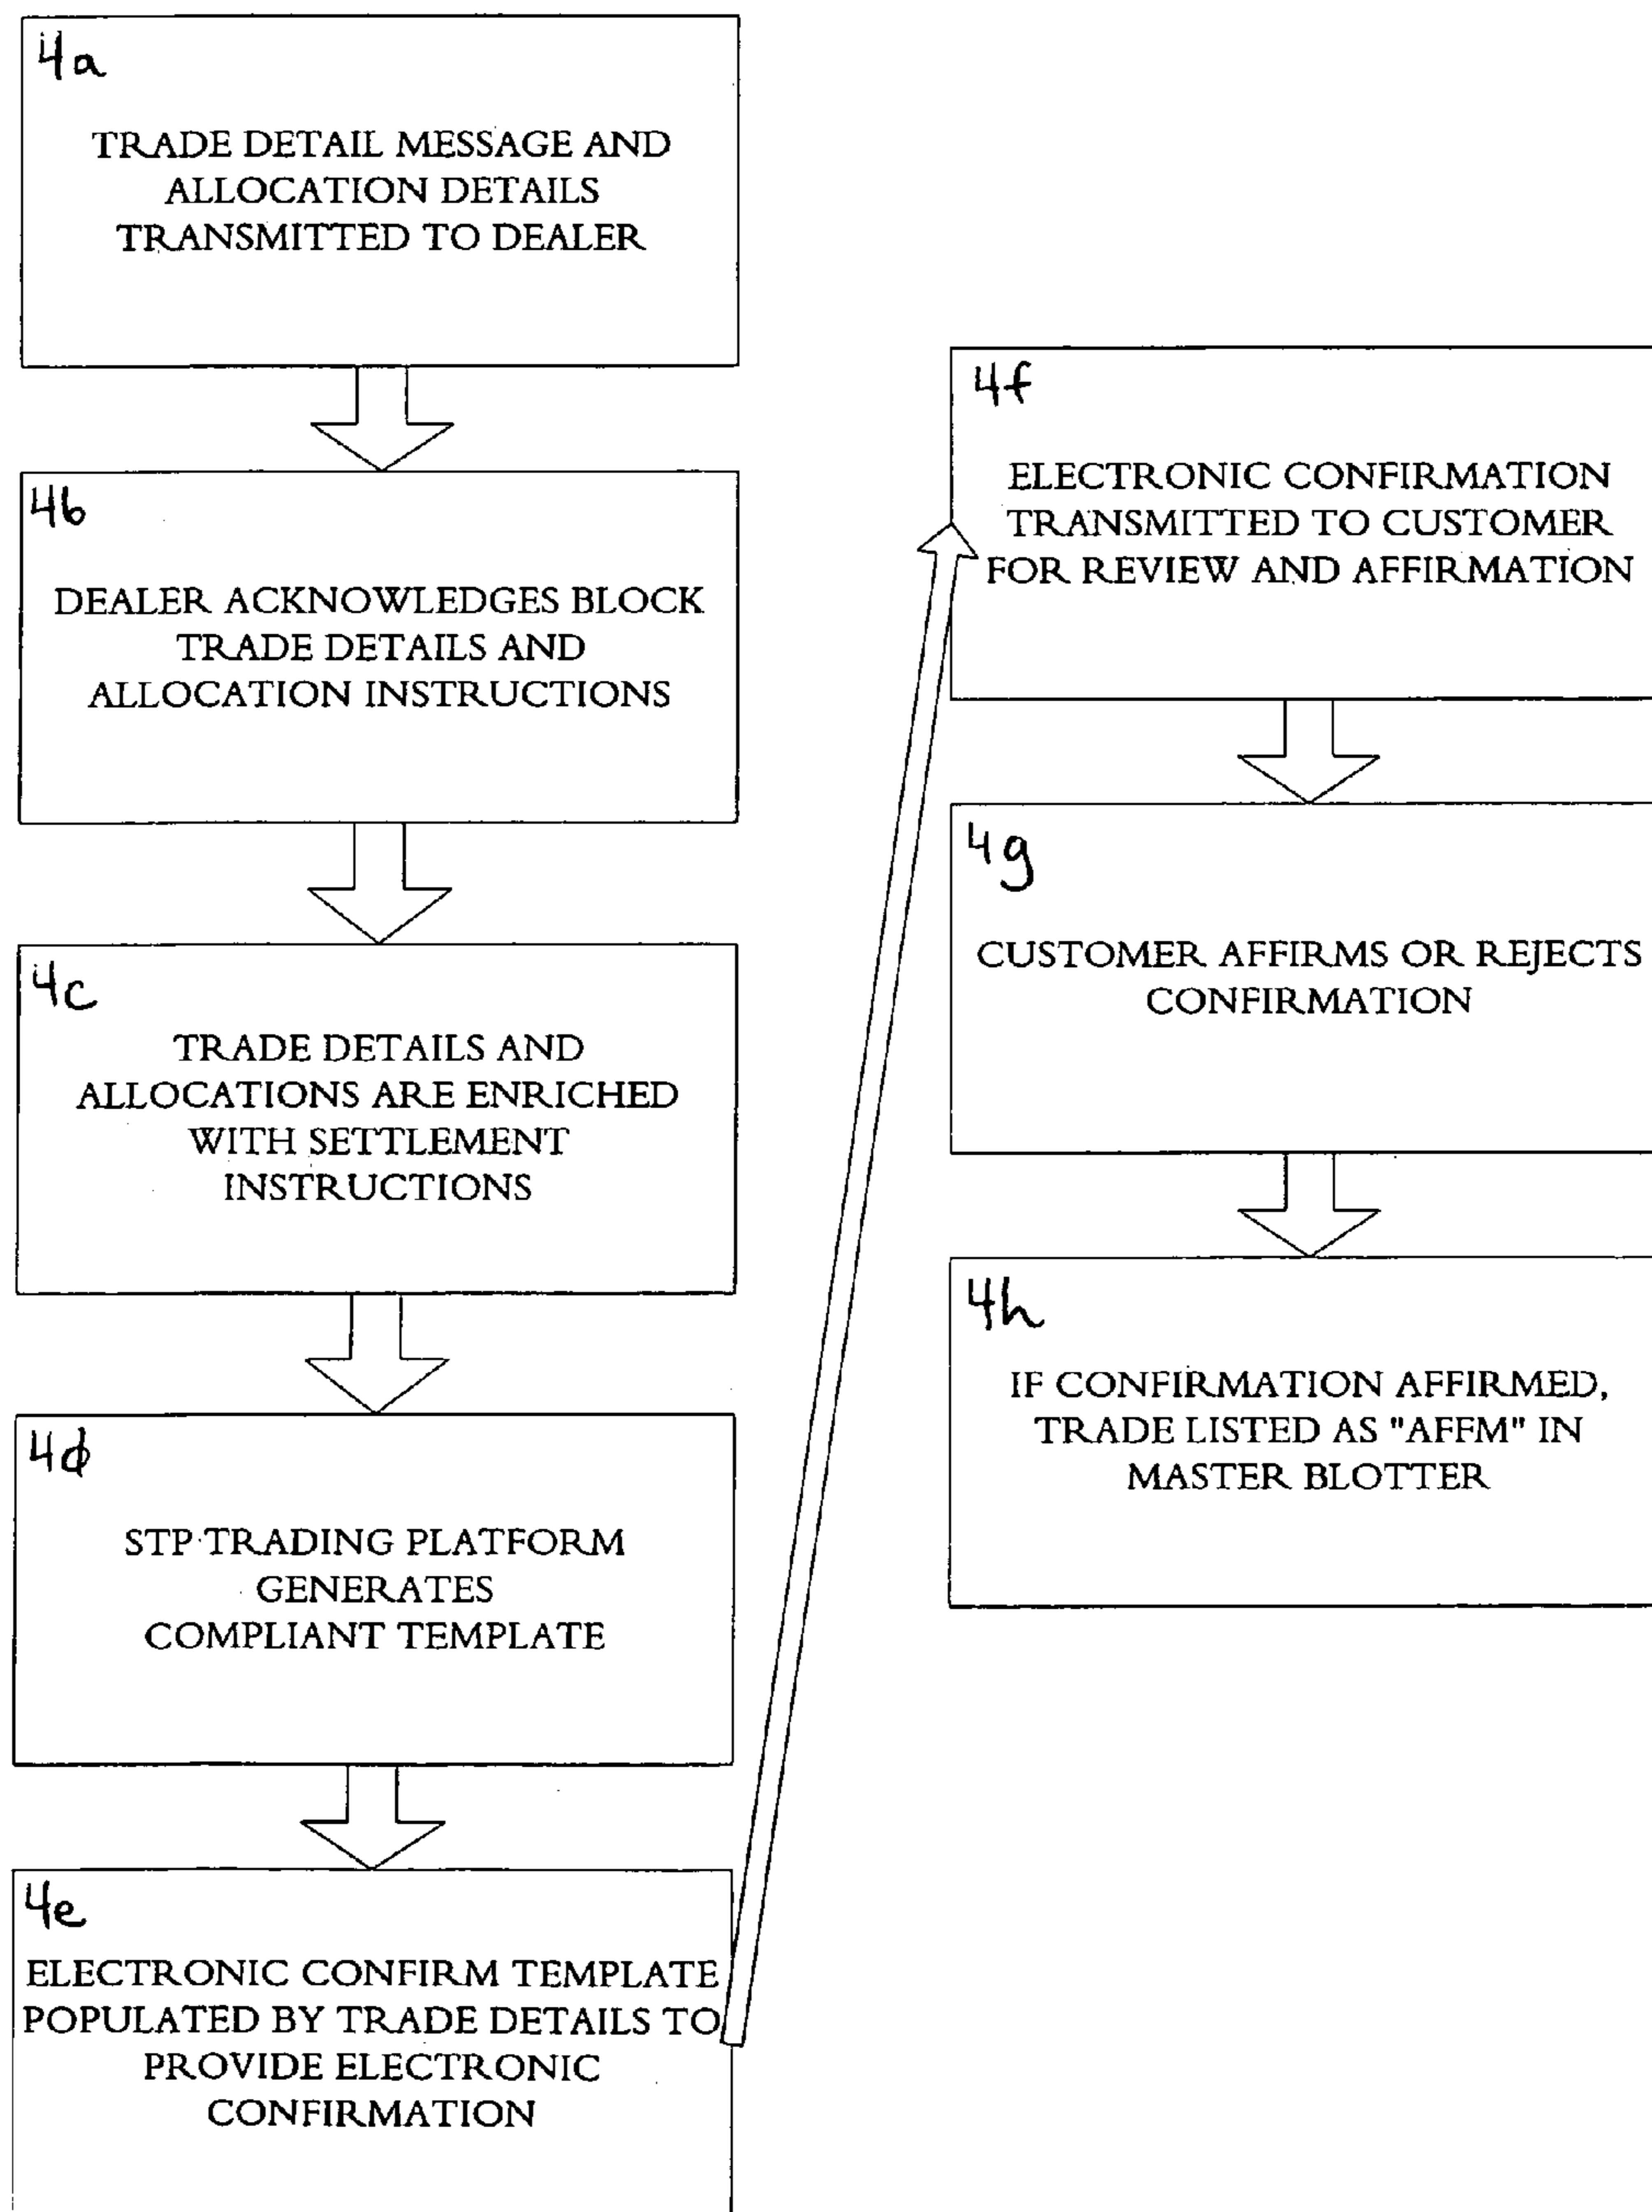 4a
TRADE DETAIL MESSAGE AND
ALLOCATION DETAILS
TRANSMITTED TO DEALER
4b
DEALER ACKNOWLEDGES BLOCK
TRADE DETAILS AND
ALLOCATION INSTRUCTIONS
4c
TRADE DETAILS AND
ALLOCATIONS ARE ENRICHED
WITH SETTLEMENT
INSTRUCTIONS
4d
STP TRADING PLATFORM
GENERATES
COMPLIANT TEMPLATE
4e
ELECTRONIC CONFIRM TEMPLATE
POPULATED BY TRADE DETAILS TO
PROVIDE ELECTRONIC
CONFIRMATION
4f
ELECTRONIC CONFIRMATION
TRANSMITTED TO CUSTOMER
FOR REVIEW AND AFFIRMATION
4g
CUSTOMER AFFIRMS OR REJECTS
CONFIRMATION
4h
IF CONFIRMATION AFFIRMED,
TRADE LISTED AS "AFFM" IN
MASTER BLOTTER